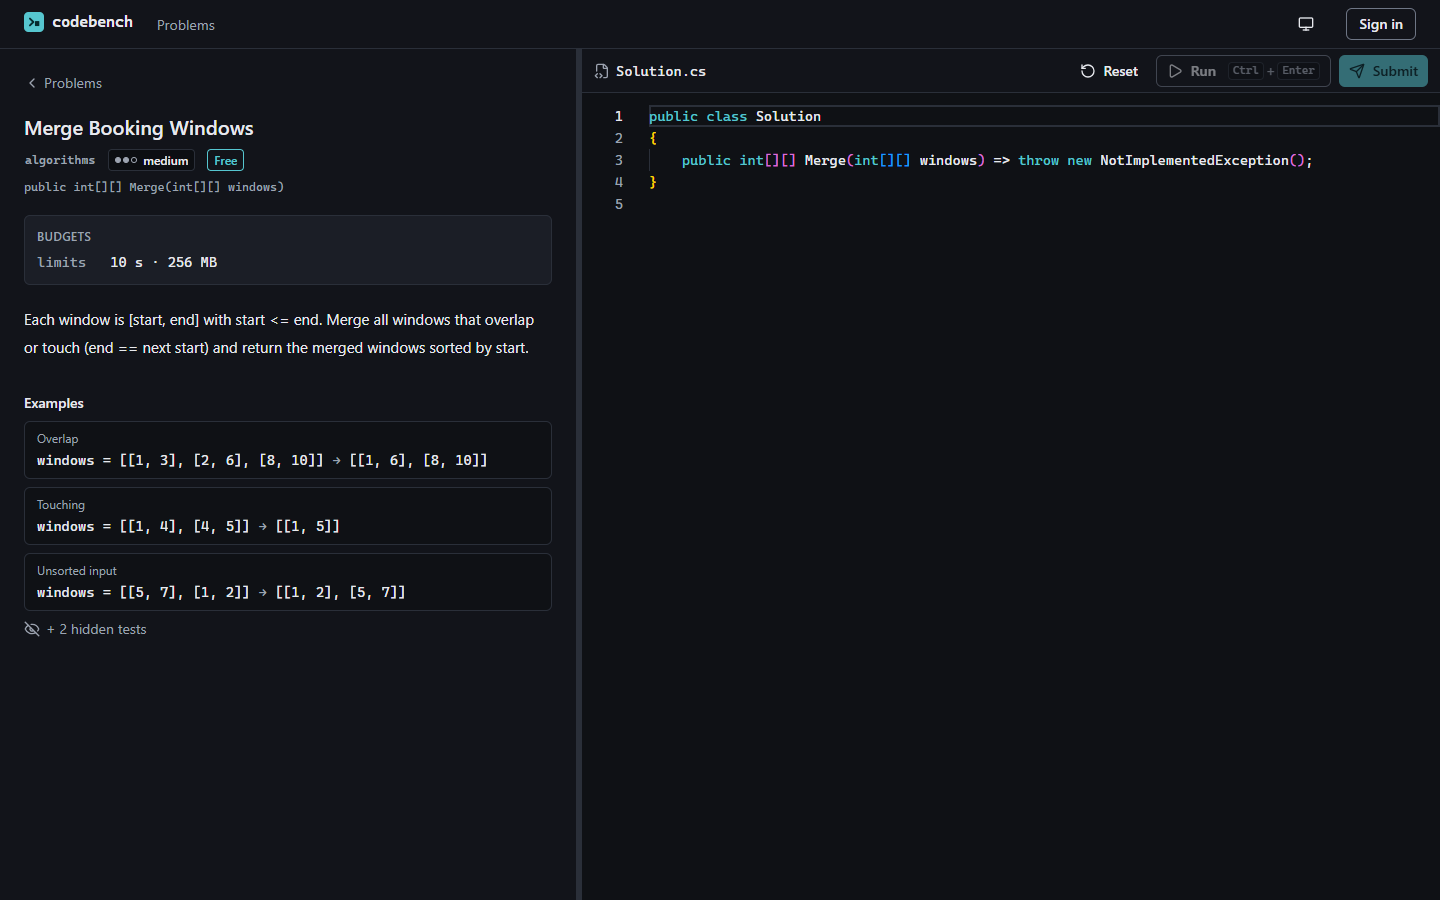 codebench Problems Sign in
Problems
Merge Booking Windows
algorithms medium Free
public int[][] Merge(int[][] windows)
BUDGETS
limits 10 s · 256 MB
Each window is [start, end] with start <= end. Merge all windows that overlap
or touch (end == next start) and return the merged windows sorted by start.
Examples
Overlap
windows = [[1, 3], [2, 6], [8, 10]] → [[1, 6], [8, 10]]
Touching
windows = [[1, 4], [4, 5]] → [[1, 5]]
Unsorted input
windows = [[5, 7], [1, 2]] → [[1, 2], [5, 7]]
+ 2 hidden tests
Solution.cs Reset Run Ctrl + Enter Submit
1 public class Solution
2 {
3 public int[][] Merge(int[][] windows) => throw new NotImplementedException();
4 }
5